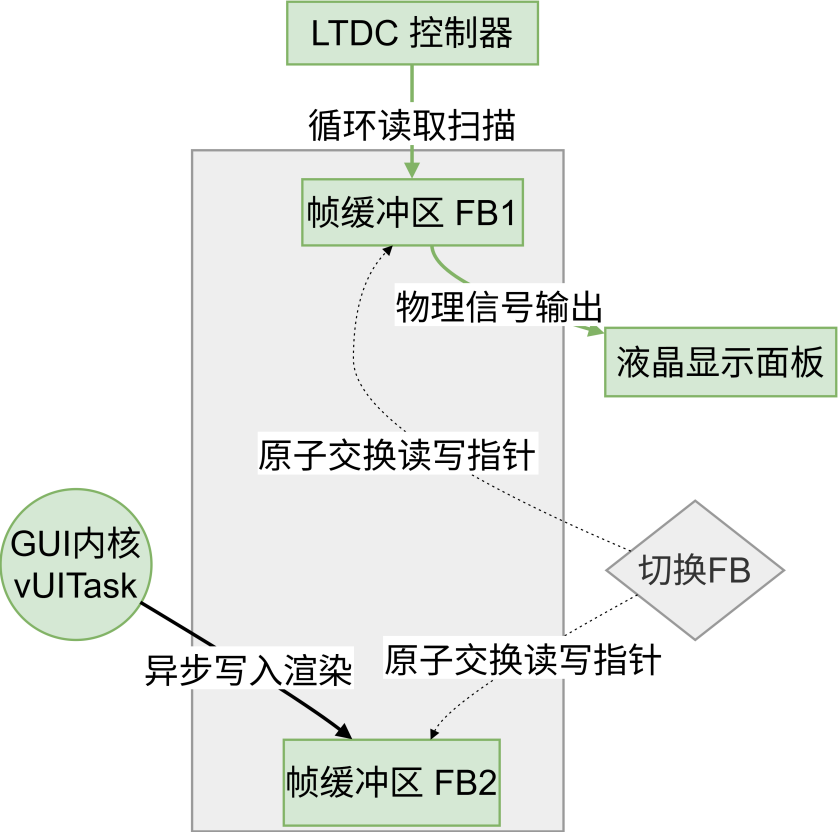 LTDC 控制器
循环读取扫描
帧缓冲区 FB1
物理信号输出
液晶显示面板
原子交换读写指针
GUI内核
vUITask
切换FB
异步写入渲染
原子交换读写指针
帧缓冲区 FB2